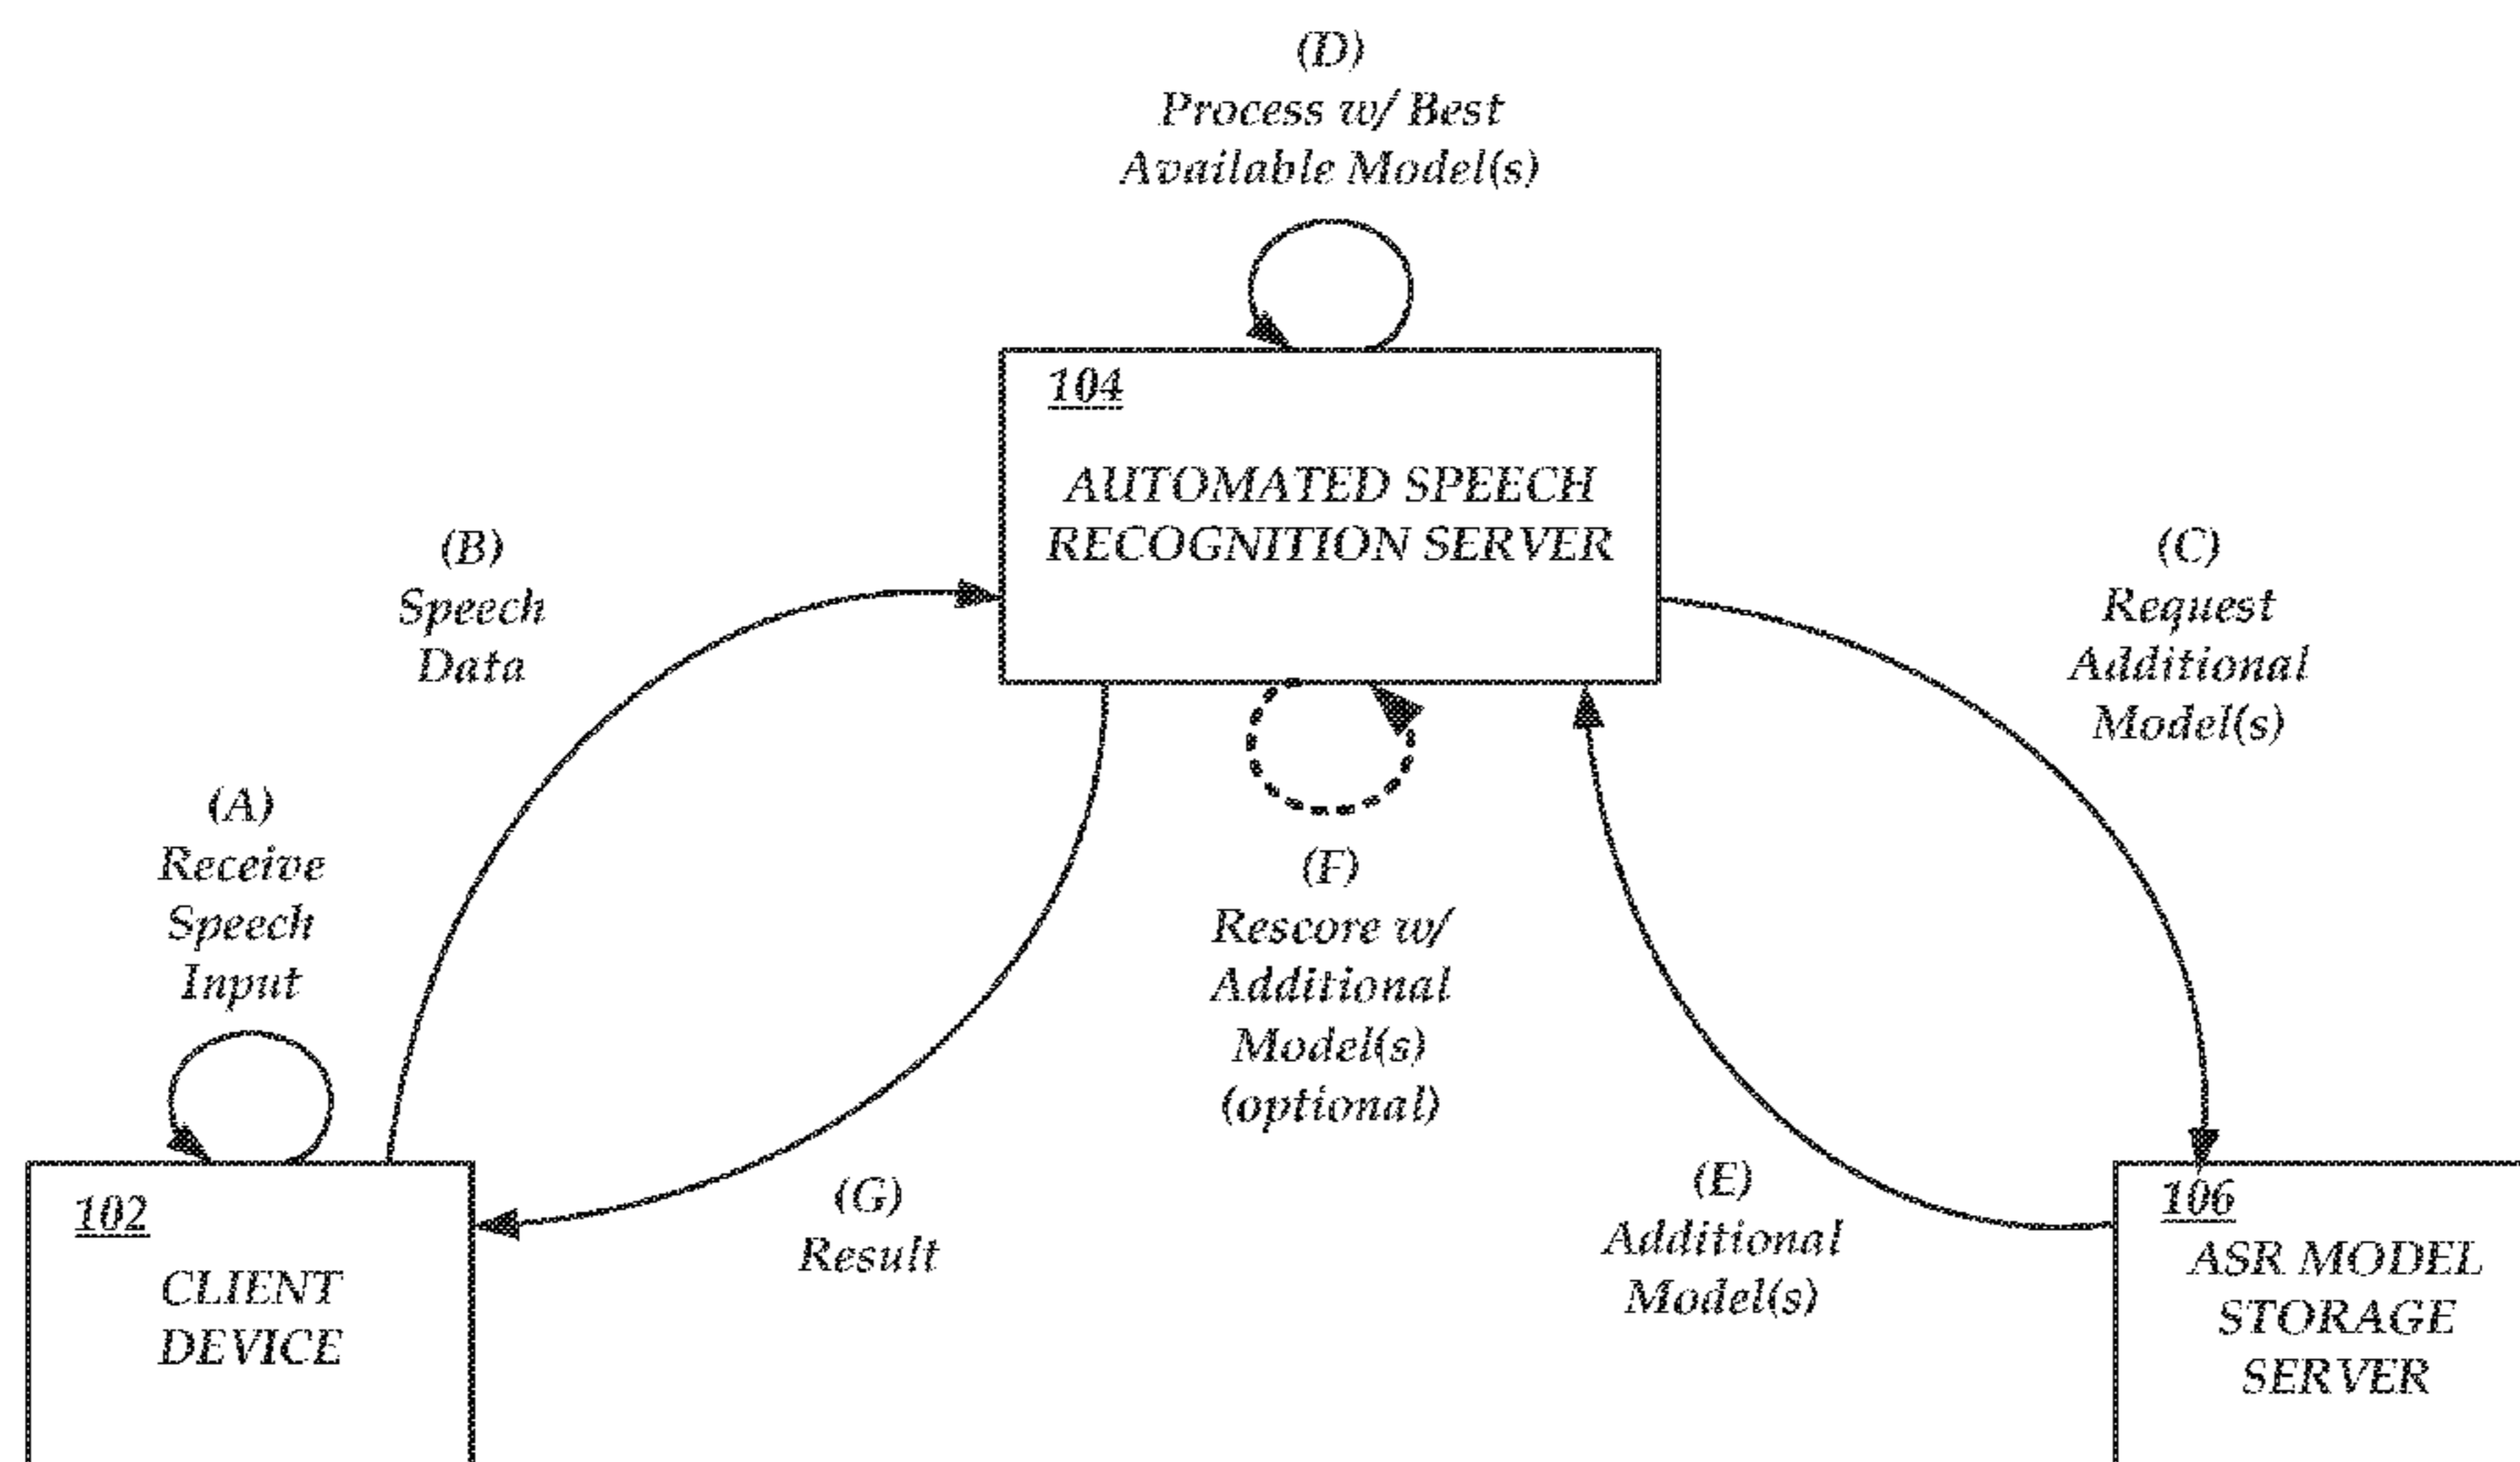 (D)
Process w/ Best
Available Model(s)
104
AUTOMATED SPEECH
RECOGNITION SERVER
(B)
Speech
Data
(C)
Request
Additional
Model(s)
(A)
Receive
Speech
Input
(F)
Rescore w/
Additional
Model(s)
(optional)
(G)
Result
(E)
Additional
Model(s)
102
CLIENT
DEVICE
106
ASR MODEL
STORAGE
SERVER